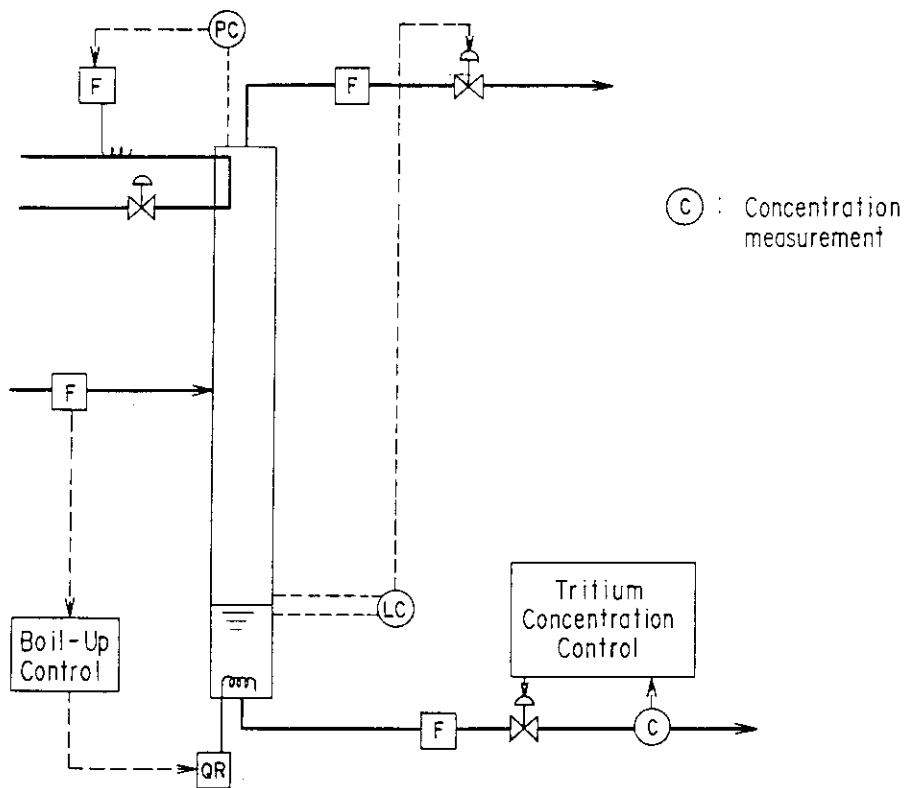 PC
F
F
C : Concentration
measurement
F
LC
Tritium
Concentration
Control
Boil-Up
Control
F
C
QR